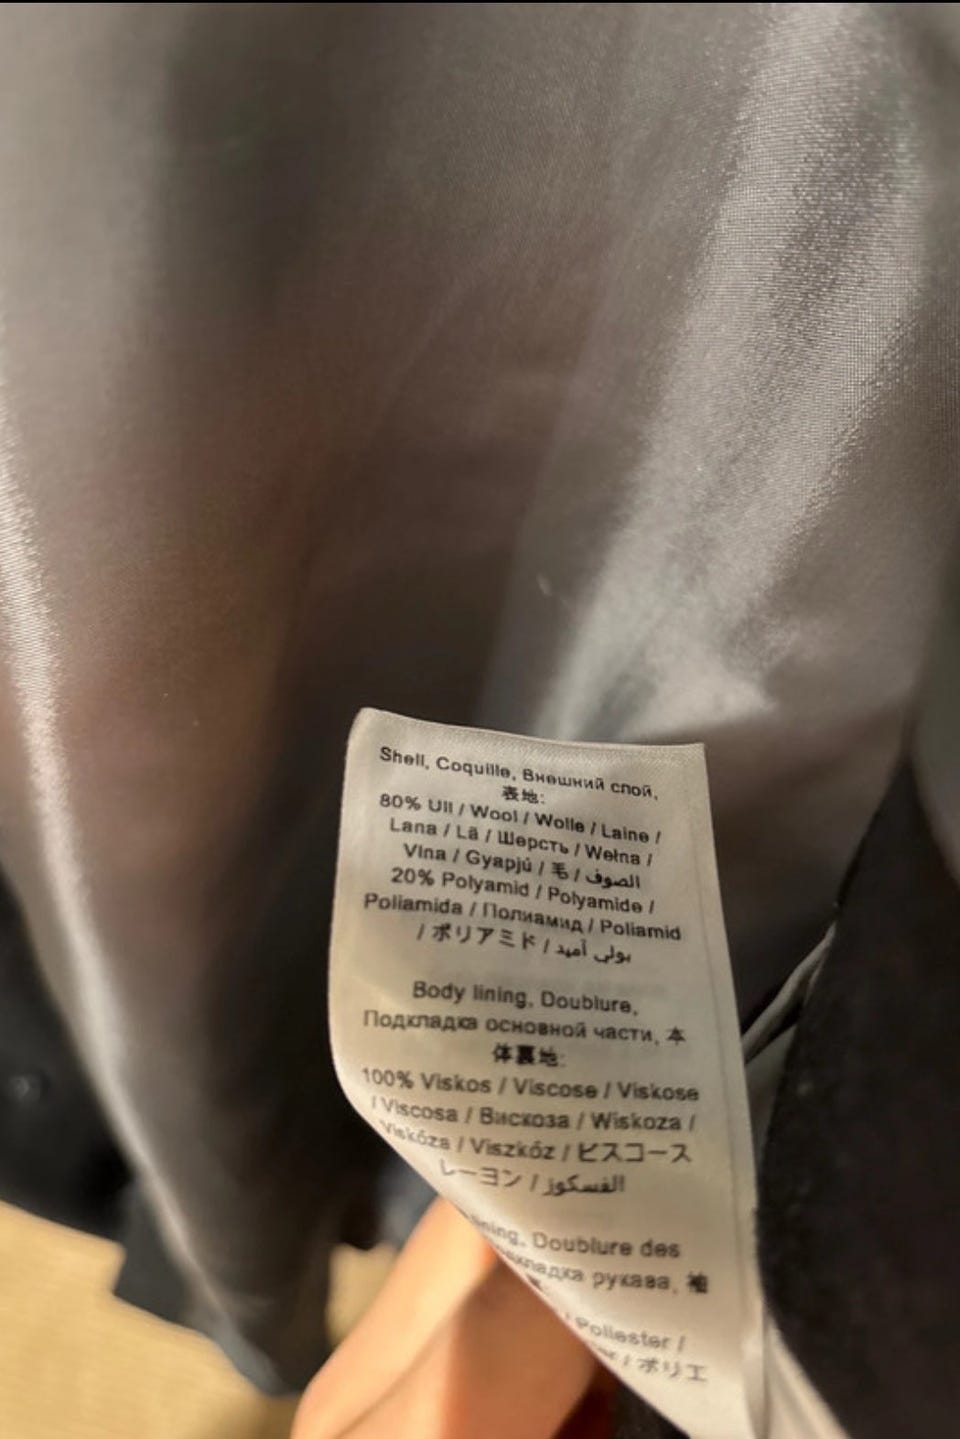 Shell, Coquille, Внешний слой,
表地:
80% Ull / Wool / Wolle / Laine /
Lana / Lã / Шерсть / Wełna /
Vlna / Gyapjú / 毛 / الصوف
20% Polyamid / Polyamide /
Poliamida / Полиамид / Poliamid
/ ポリアミド / بولي أميد
Body lining, Doublure,
Подкладка основной части, 本
体裏地:
100% Viskos / Viscose / Viskose
/ Viscosa / Вискоза / Wiskoza /
Viskóza / Viszkóz / ビスコース
レーヨン / الفسكوز
lining, Doublure des
рукава, 袖
/ Poliester /
/ ポリエ